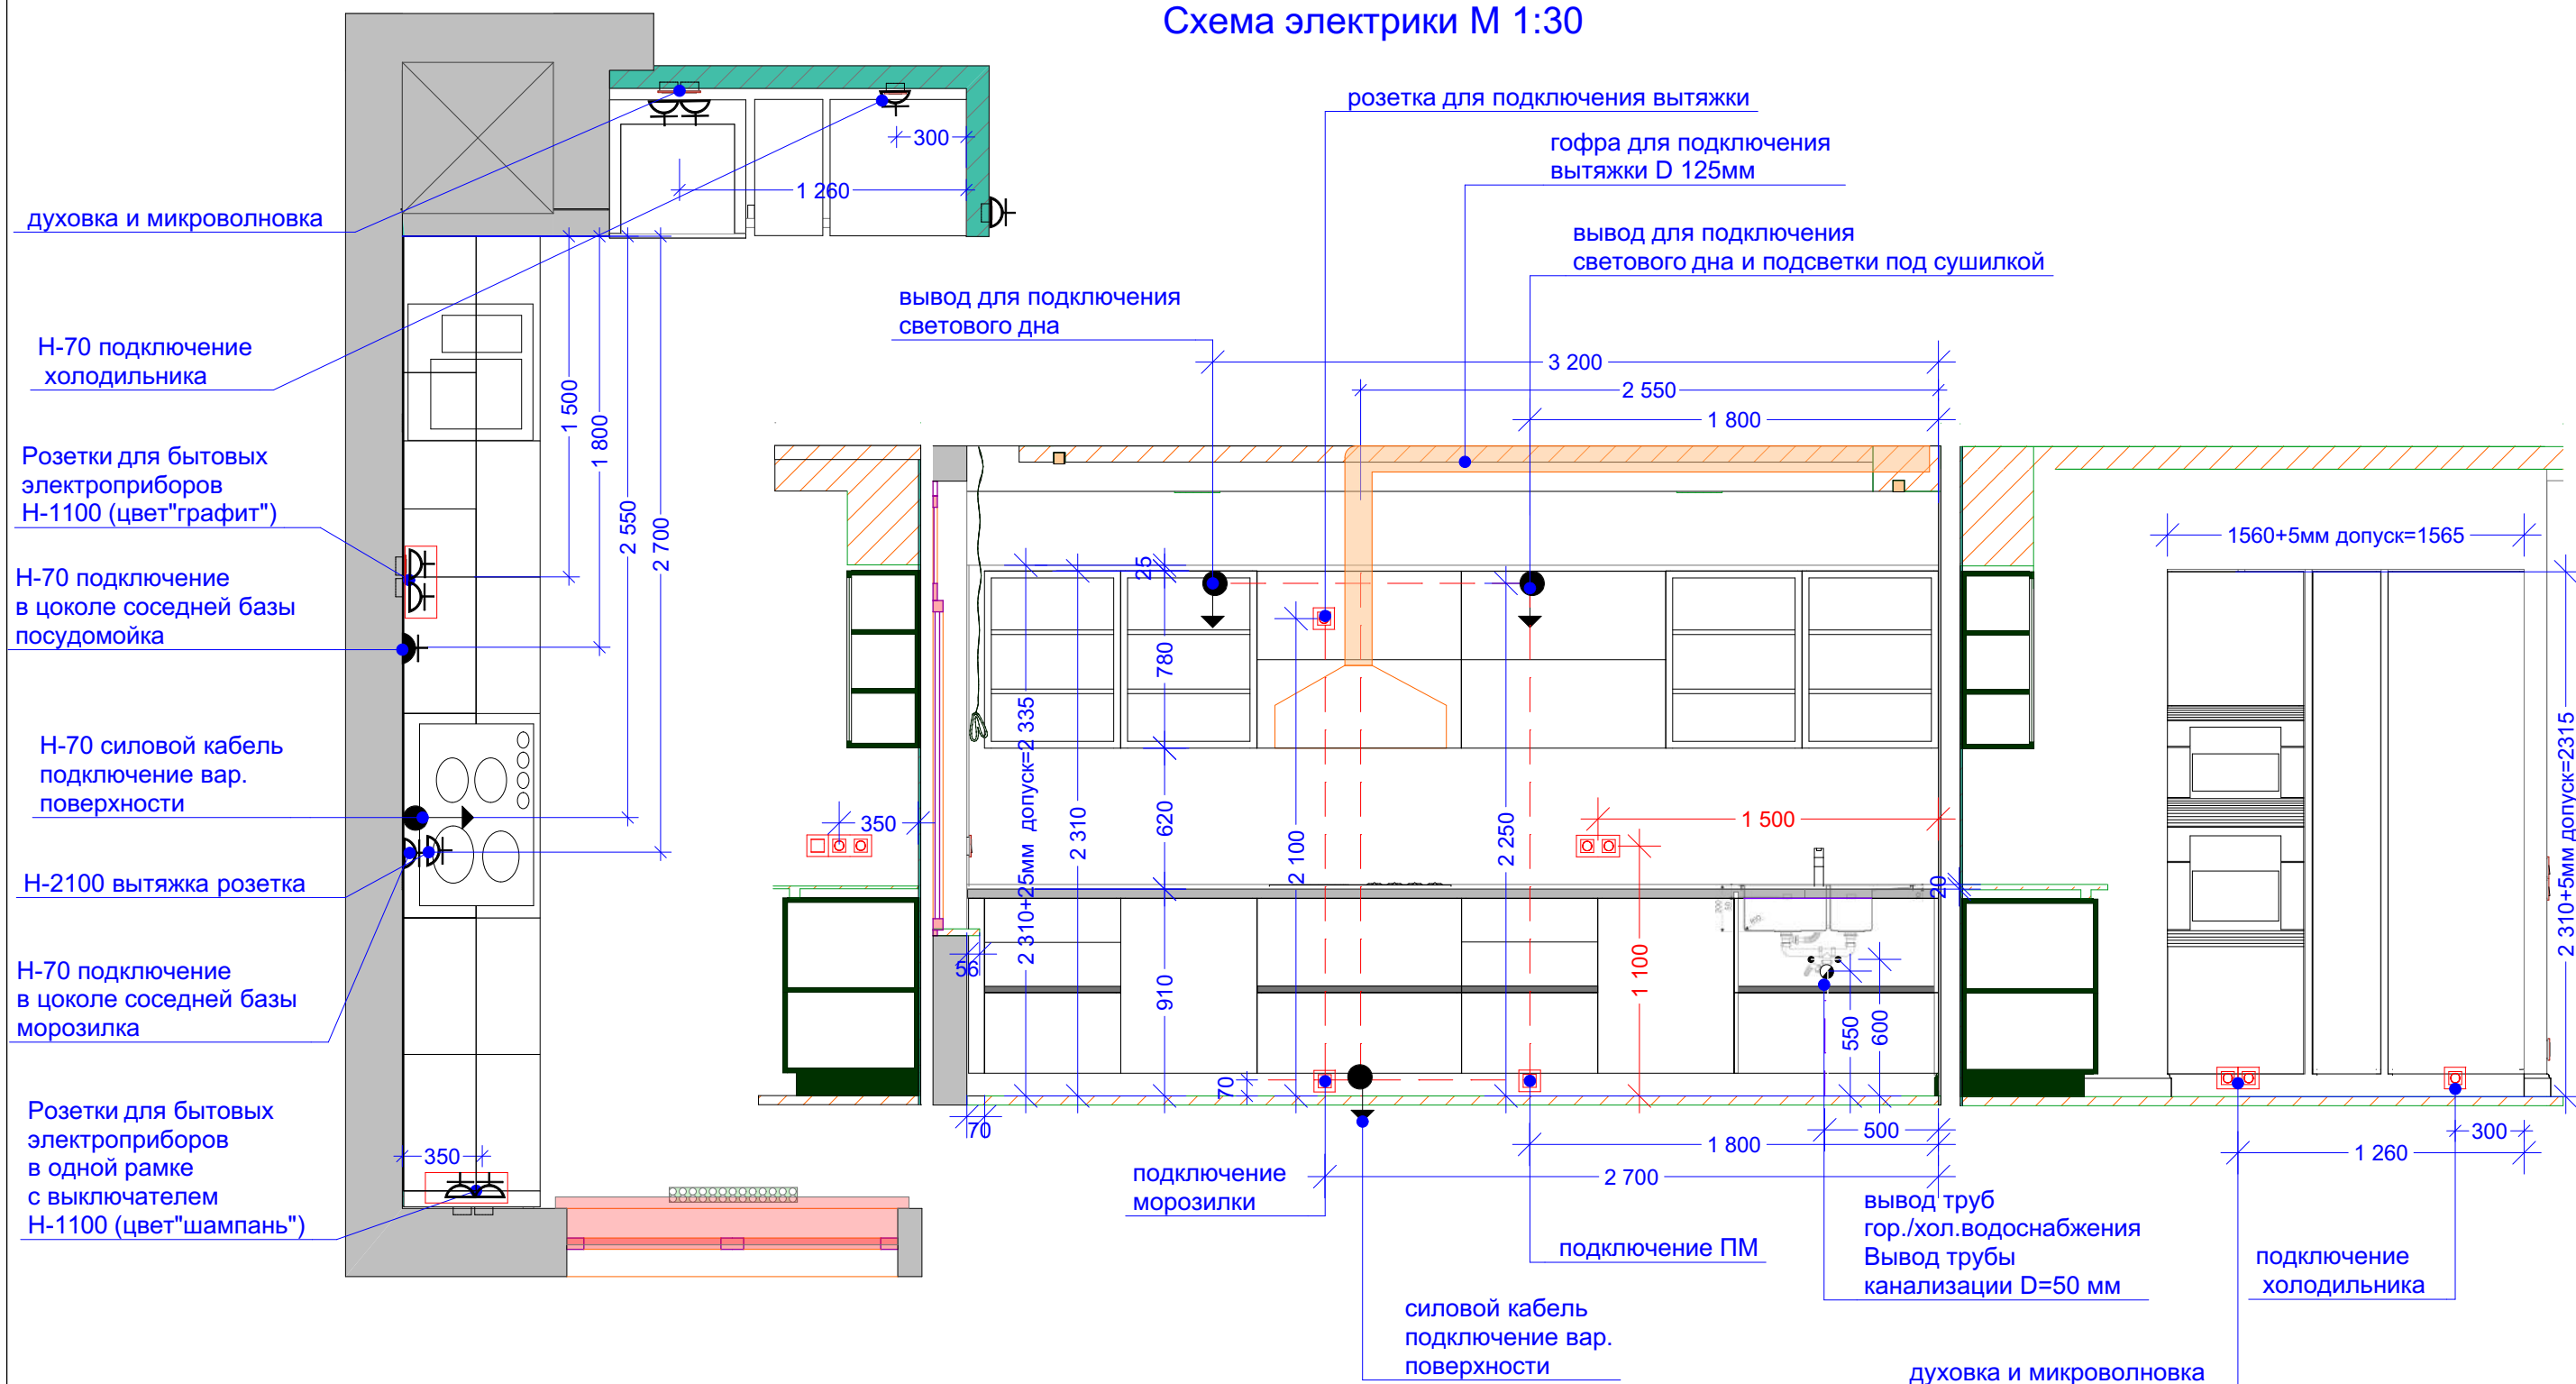 Схема электрики М 1:30
розетка для подключения вытяжки
гофра для подключения
вытяжки D 125мм
вывод для подключения
светового дна и подсветки под сушилкой
вывод для подключения
светового дна
духовка и микроволновка
Н-70 подключение
холодильника
Розетки для бытовых
электроприборов
Н-1100 (цвет"графит")
Н-70 подключение
в цоколе соседней базы
посудомойка
Н-70 силовой кабель
подключение вар.
поверхности
Н-2100 вытяжка розетка
Н-70 подключение
в цоколе соседней базы
морозилка
Розетки для бытовых
электроприборов
в одной рамке
с выключателем
Н-1100 (цвет"шампань")
300
1 260
1 500
1 800
2 550
2 700
350
350
3 200
2 550
1 800
25
780
620
910
2 310+25мм допуск=2 335
2 310
2 100
2 250
1 500
1 100
20
56
550
600
70
70
500
1 800
2 700
1560+5мм допуск=1565
2 310+5мм допуск=2315
300
1 260
подключение
морозилки
подключение ПМ
силовой кабель
подключение вар.
поверхности
вывод труб
гор./хол.водоснабжения
Вывод трубы
канализации D=50 мм
подключение
холодильника
духовка и микроволновка